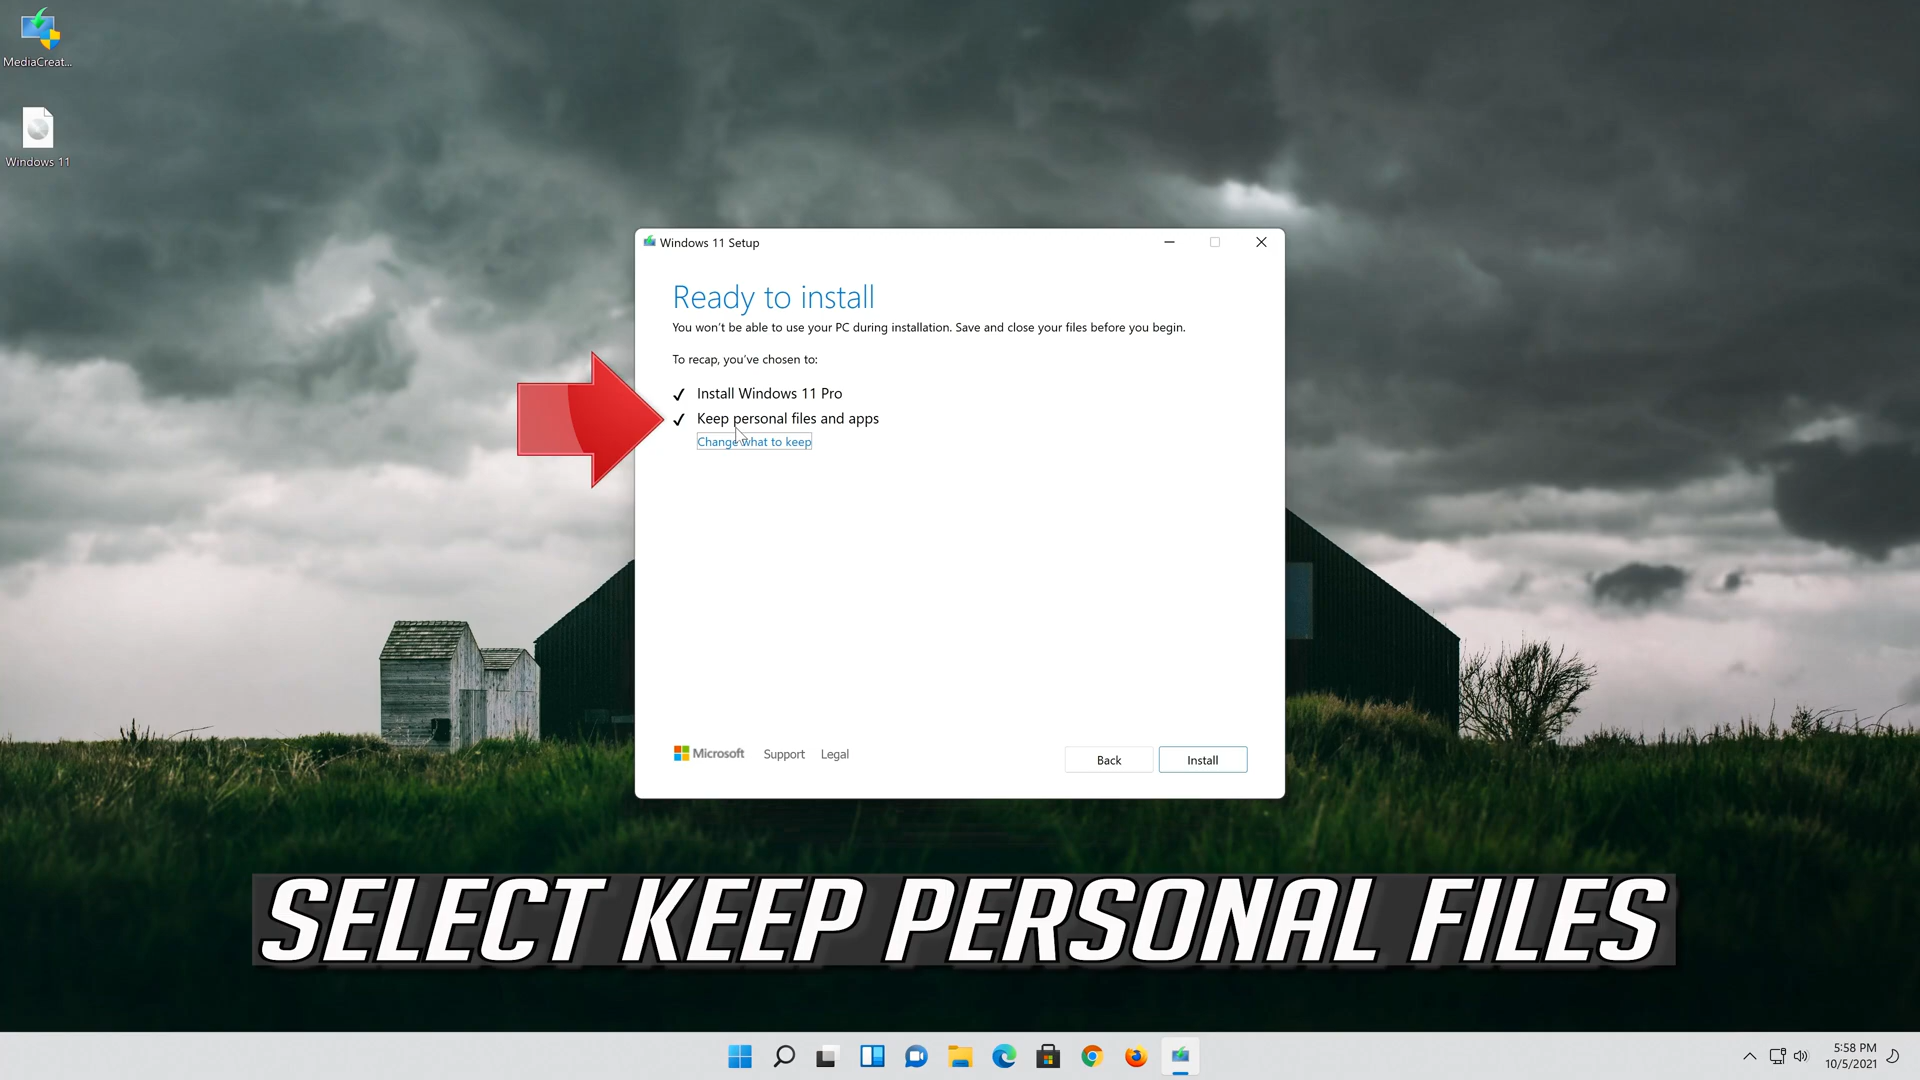 MediaCreat...
Windows 11
Windows 11 Setup
Ready to install
You won't be able to use your PC during installation. Save and close your files before you begin.
To recap, you've chosen to:
✓ Install Windows 11 Pro
✓ Keep personal files and apps
Change what to keep
Microsoft Support Legal
Back Install
SELECT KEEP PERSONAL FILES
5:58 PM
10/5/2021